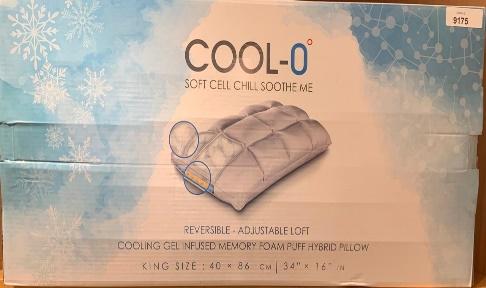 9175
COOL-0°
SOFT CELL CHILL SOOTHE ME
REVERSIBLE - ADJUSTABLE LOFT
COOLING GEL INFUSED MEMORY FOAM PUFF HYBRID PILLOW
KING SIZE : 40 × 86 CM | 34" × 16" IN